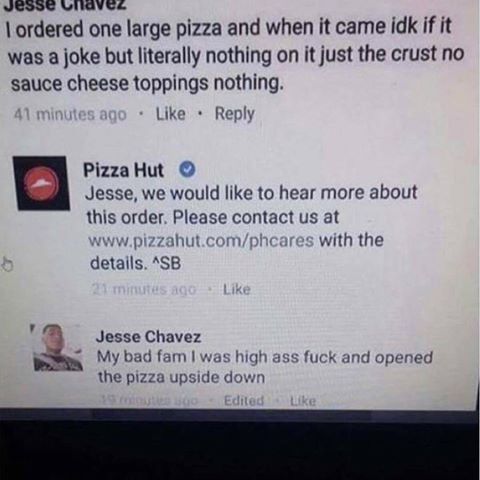 Jesse Chavez
I ordered one large pizza and when it came idk if it
was a joke but literally nothing on it just the crust no
sauce cheese toppings nothing.
41 minutes ago · Like · Reply
Pizza Hut
Jesse, we would like to hear more about
this order. Please contact us at
www.pizzahut.com/phcares with the
details. ^SB
21 minutes ago · Like
Jesse Chavez
My bad fam I was high ass fuck and opened
the pizza upside down
19 minutes ago · Edited · Like